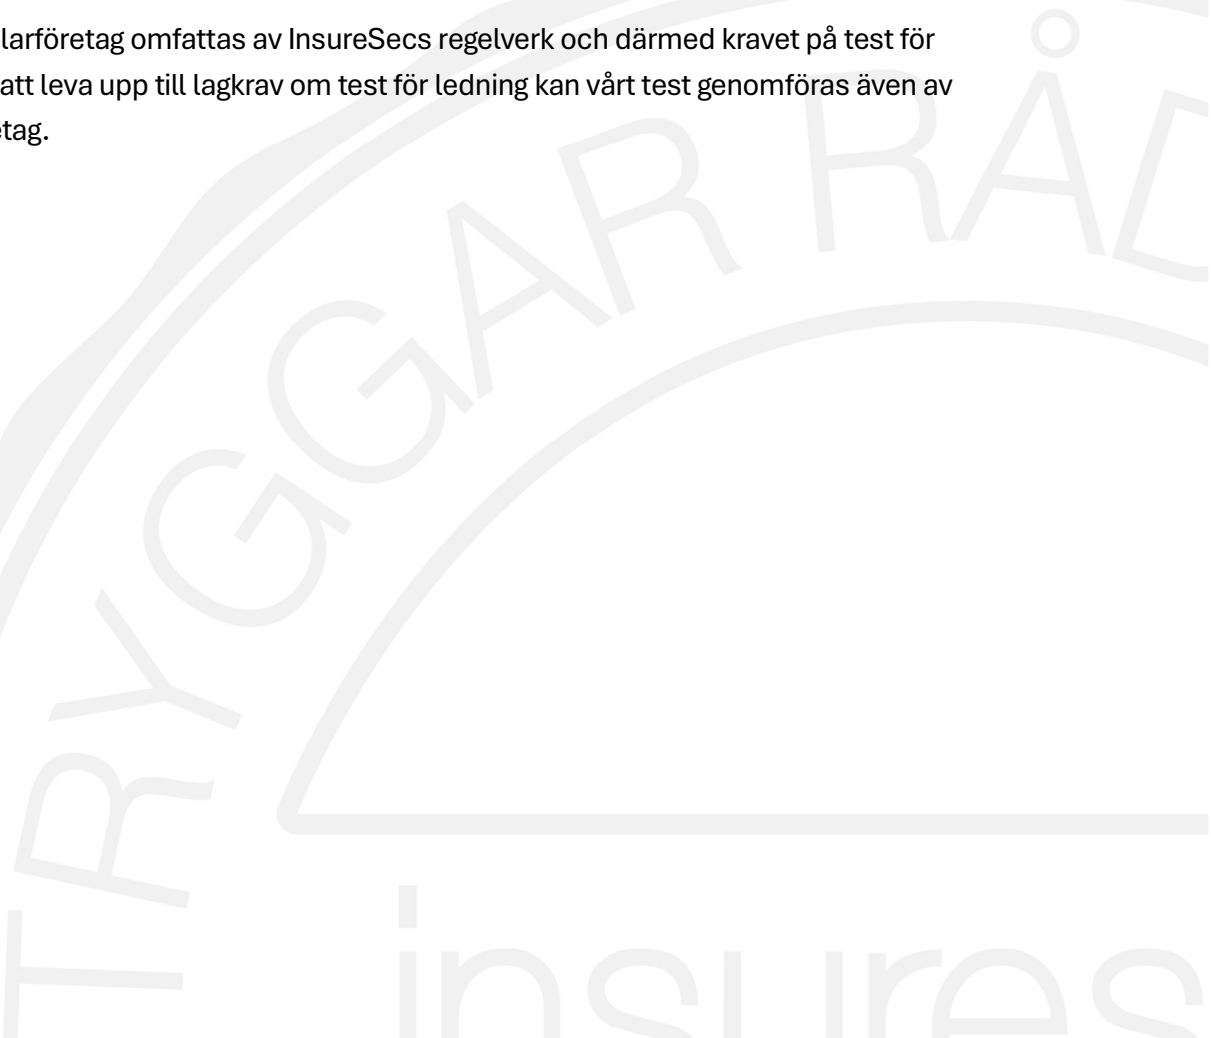 larföretag omfattas av InsureSecs regelverk och därmed kravet på test för
att leva upp till lagkrav om test för ledning kan vårt test genomföras även av
etag.
TRYGGAR RÅD
insures